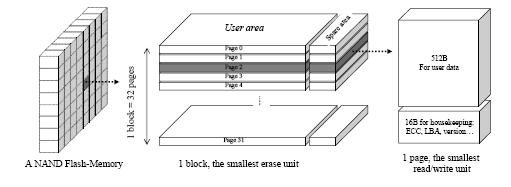 User area
Spare area
Page 0
Page 1
Page 2
Page 3
Page 4
Page 31
1 block = 32 pages
512B
For user data
16B for housekeeping:
ECC, LBA, version…
A NAND Flash-Memory
1 block, the smallest erase unit
1 page, the smallest
read/write unit